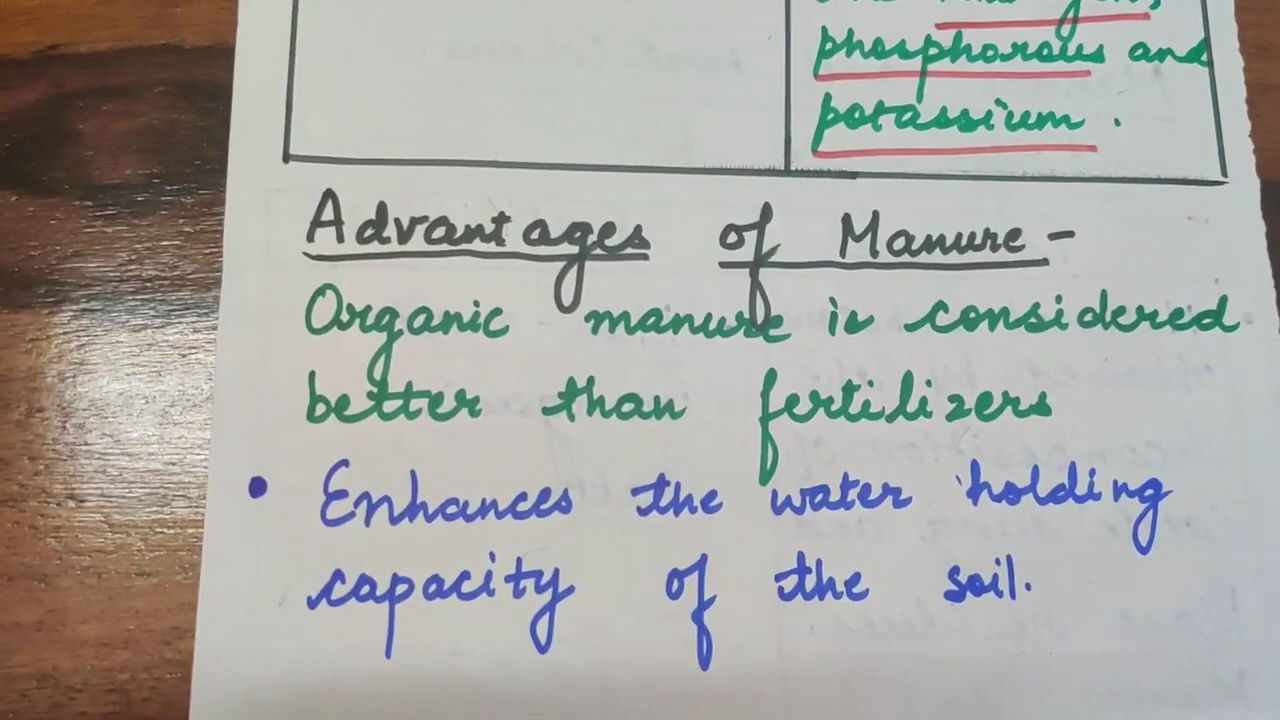 phosphorous and
potassium.
Advantages of Manure -
Organic manure is considered
better than fertilizers
• Enhances the water holding
capacity of the soil.